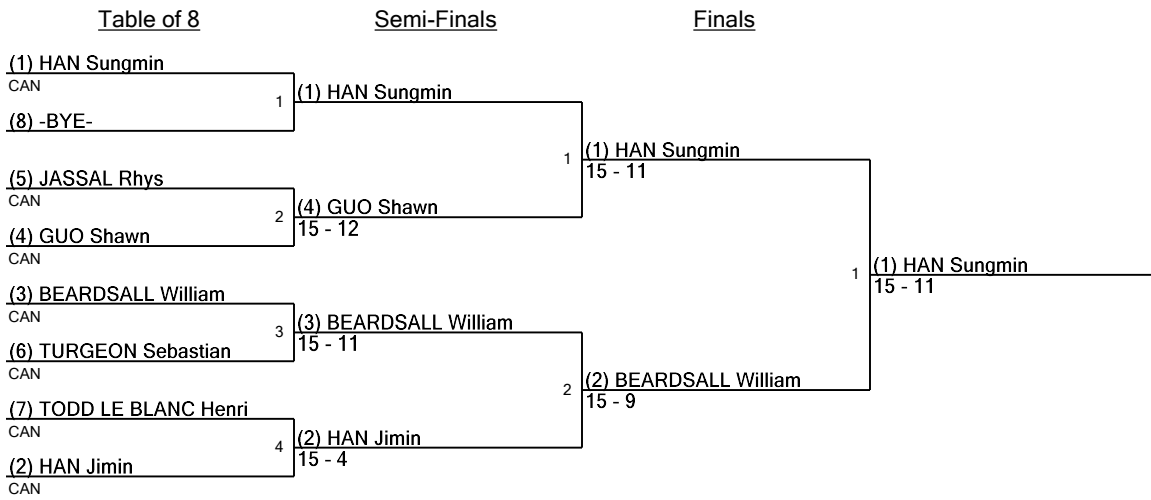 Table of 8
Semi-Finals
Finals
(1) HAN Sungmin
CAN
1
(8) -BYE-
(5) JASSAL Rhys
CAN
2
(4) GUO Shawn
CAN
(3) BEARDSALL William
CAN
3
(6) TURGEON Sebastian
CAN
(7) TODD LE BLANC Henri
CAN
4
(2) HAN Jimin
CAN
(1) HAN Sungmin
1
(4) GUO Shawn
15 - 12
(3) BEARDSALL William
15 - 11
2
(2) HAN Jimin
15 - 4
(1) HAN Sungmin
15 - 11
1
(2) BEARDSALL William
15 - 9
(1) HAN Sungmin
15 - 11